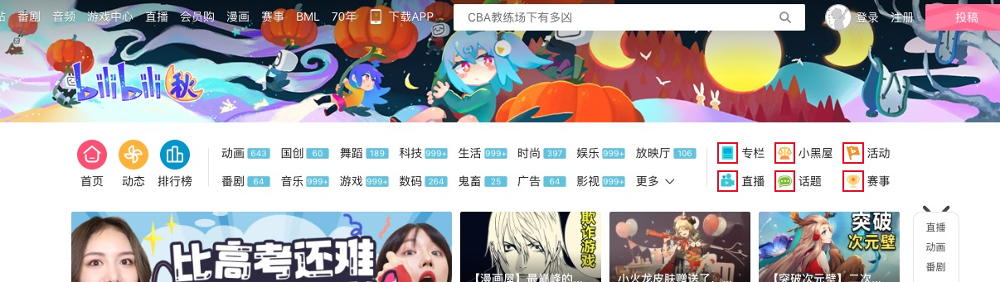 站 番剧 音频 游戏中心 直播 会员购 漫画 赛事 BML 70年 下载APP CBA教练场下有多凶 登录 注册 投稿
bilibili 秋
动画 643 国创 60 舞蹈 189 科技 999+ 生活 999+ 时尚 397 娱乐 999+ 放映厅 106 专栏 小黑屋 活动
首页 动态 排行榜 番剧 64 音乐 999+ 游戏 999+ 数码 264 鬼畜 25 广告 64 影视 999+ 更多 直播 话题 赛事
比高考还难
欺诈游戏
突破
次元壁
【漫画屋】最巅峰的...
小火龙皮肤赠送了，...
【突破次元壁】二次...
直播
动画
番剧